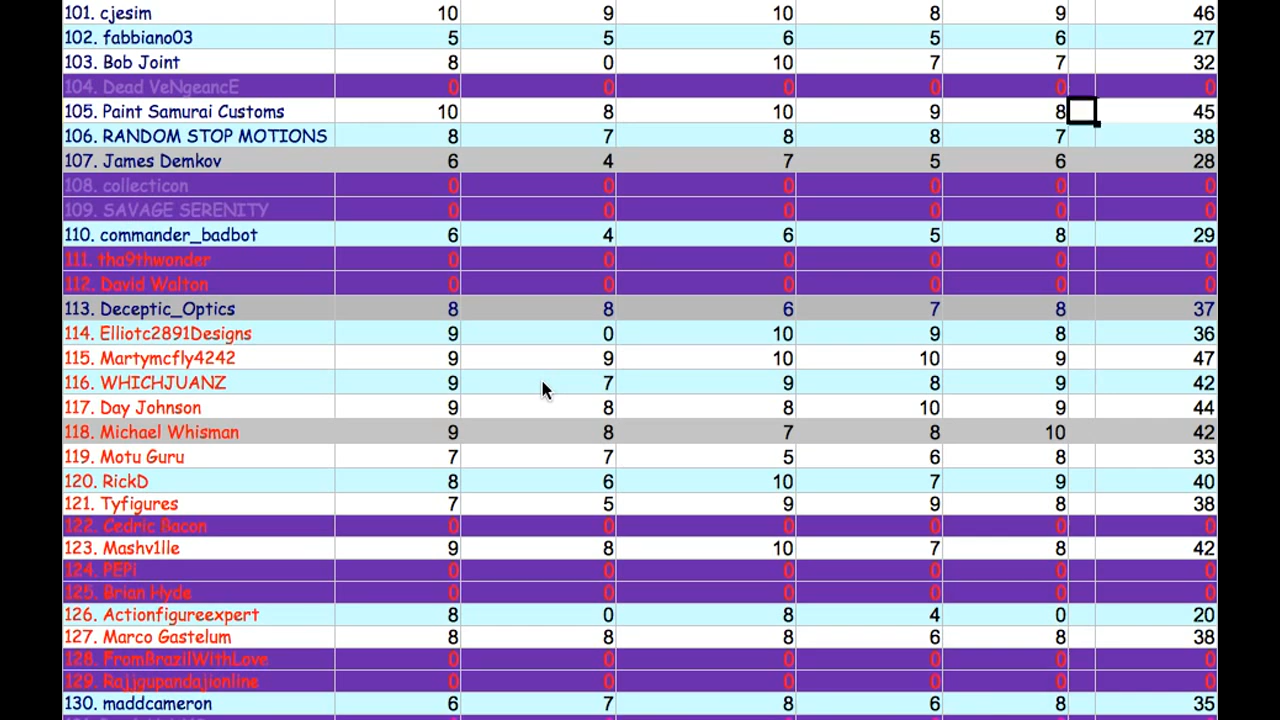 101. cjesim 10 9 10 8 9 46
102. fabbiano03 5 5 6 5 6 27
103. Bob Joint 8 0 10 7 7 32
104. Dead VeNgeancE 0 0 0 0 0 0
105. Paint Samurai Customs 10 8 10 9 8 45
106. RANDOM STOP MOTIONS 8 7 8 8 7 38
107. James Demkov 6 4 7 5 6 28
108. collecticon 0 0 0 0 0 0
109. SAVAGE SERENITY 0 0 0 0 0 0
110. commander_badbot 6 4 6 5 8 29
111. tha9thwonder 0 0 0 0 0 0
112. David Walton 0 0 0 0 0 0
113. Deceptic_Optics 8 8 6 7 8 37
114. Elliotc2891Designs 9 0 10 9 8 36
115. Martymcfly4242 9 9 10 10 9 47
116. WHICHJUANZ 9 7 9 8 9 42
117. Day Johnson 9 8 8 10 9 44
118. Michael Whisman 9 8 7 8 10 42
119. Motu Guru 7 7 5 6 8 33
120. RickD 8 6 10 7 9 40
121. Tyfigures 7 5 9 9 8 38
122. Cedric Bacon 0 0 0 0 0 0
123. Mashv1lle 9 8 10 7 8 42
124. PEPi 0 0 0 0 0 0
125. Brian Hyde 0 0 0 0 0 0
126. Actionfigureexpert 8 0 8 4 0 20
127. Marco Gastelum 8 8 8 6 8 38
128. FromBrazilWithLove 0 0 0 0 0 0
129. Rajjgupandajionline 0 0 0 0 0 0
130. maddcameron 6 7 8 6 8 35